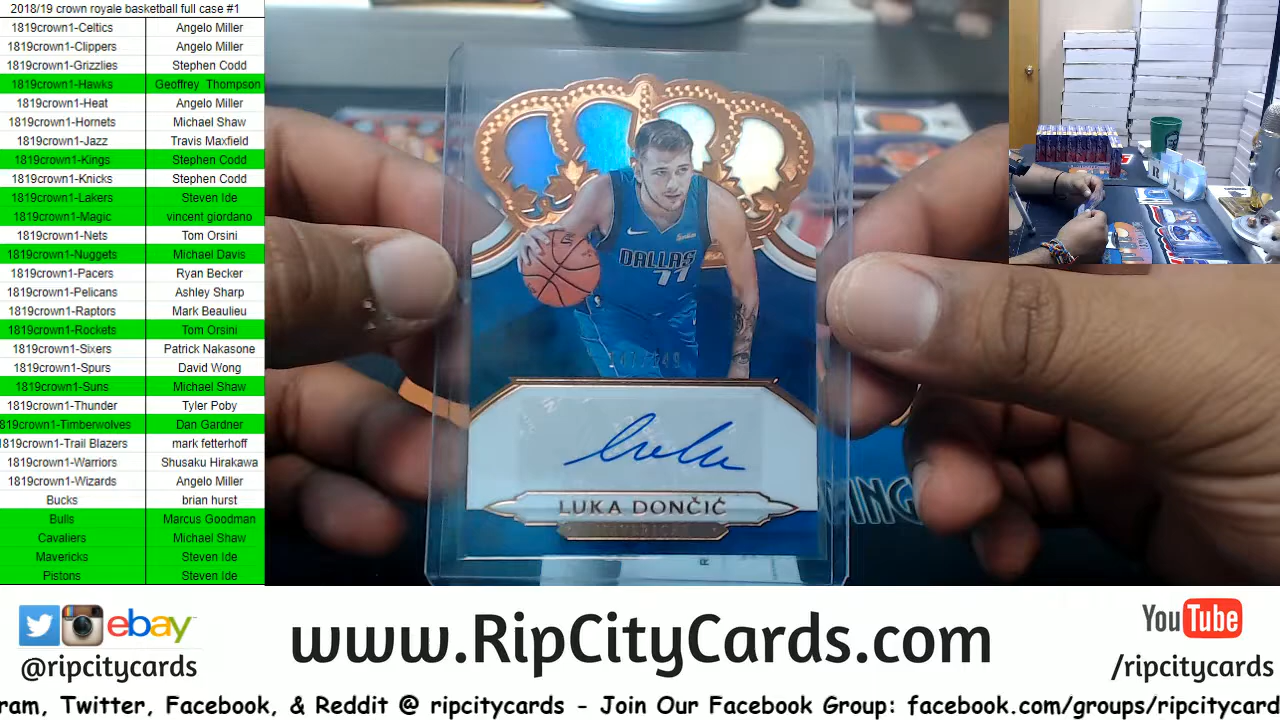 2018/19 crown royale basketball full case #1
1819crown1-Celtics Angelo Miller
1819crown1-Clippers Angelo Miller
1819crown1-Grizzlies Stephen Codd
1819crown1-Hawks Geoffrey Thompson
1819crown1-Heat Angelo Miller
1819crown1-Hornets Michael Shaw
1819crown1-Jazz Travis Maxfield
1819crown1-Kings Stephen Codd
1819crown1-Knicks Stephen Codd
1819crown1-Lakers Steven Ide
1819crown1-Magic vincent giordano
1819crown1-Nets Tom Orsini
1819crown1-Nuggets Michael Davis
1819crown1-Pacers Ryan Becker
1819crown1-Pelicans Ashley Sharp
1819crown1-Raptors Mark Beaulieu
1819crown1-Rockets Tom Orsini
1819crown1-Sixers Patrick Nakasone
1819crown1-Spurs David Wong
1819crown1-Suns Michael Shaw
1819crown1-Thunder Tyler Poby
819crown1-Timberwolves Dan Gardner
1819crown1-Trail Blazers mark fetterhoff
1819crown1-Warriors Shusaku Hirakawa
1819crown1-Wizards Angelo Miller
Bucks brian hurst
Bulls Marcus Goodman
Cavaliers Michael Shaw
Mavericks Steven Ide
Pistons Steven Ide
DALLAS
77
LUKA DONČIĆ
ebay
@ripcitycards
www.RipCityCards.com
YouTube
/ripcitycards
ram, Twitter, Facebook, & Reddit @ ripcitycards - Join Our Facebook Group: facebook.com/groups/ripcitycard